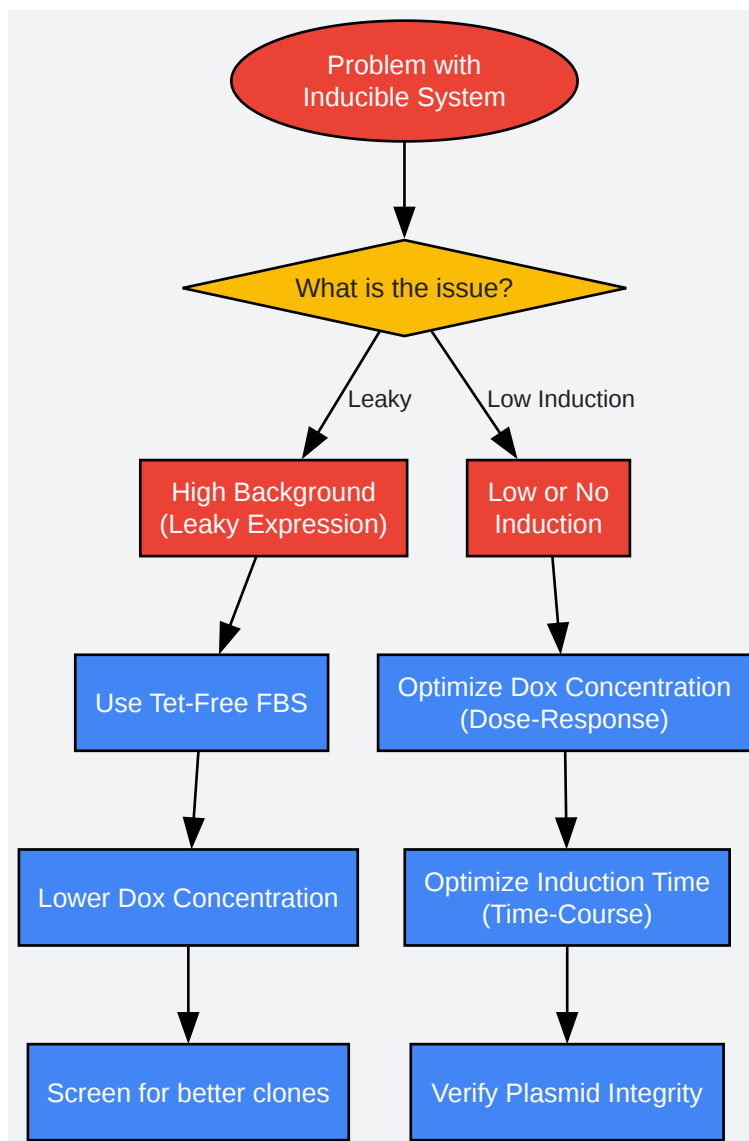 Problem with
Inducible System
What is the issue?
Leaky
Low Induction
High Background
(Leaky Expression)
Low or No
Induction
Use Tet-Free FBS
Optimize Dox Concentration
(Dose-Response)
Lower Dox Concentration
Optimize Induction Time
(Time-Course)
Screen for better clones
Verify Plasmid Integrity